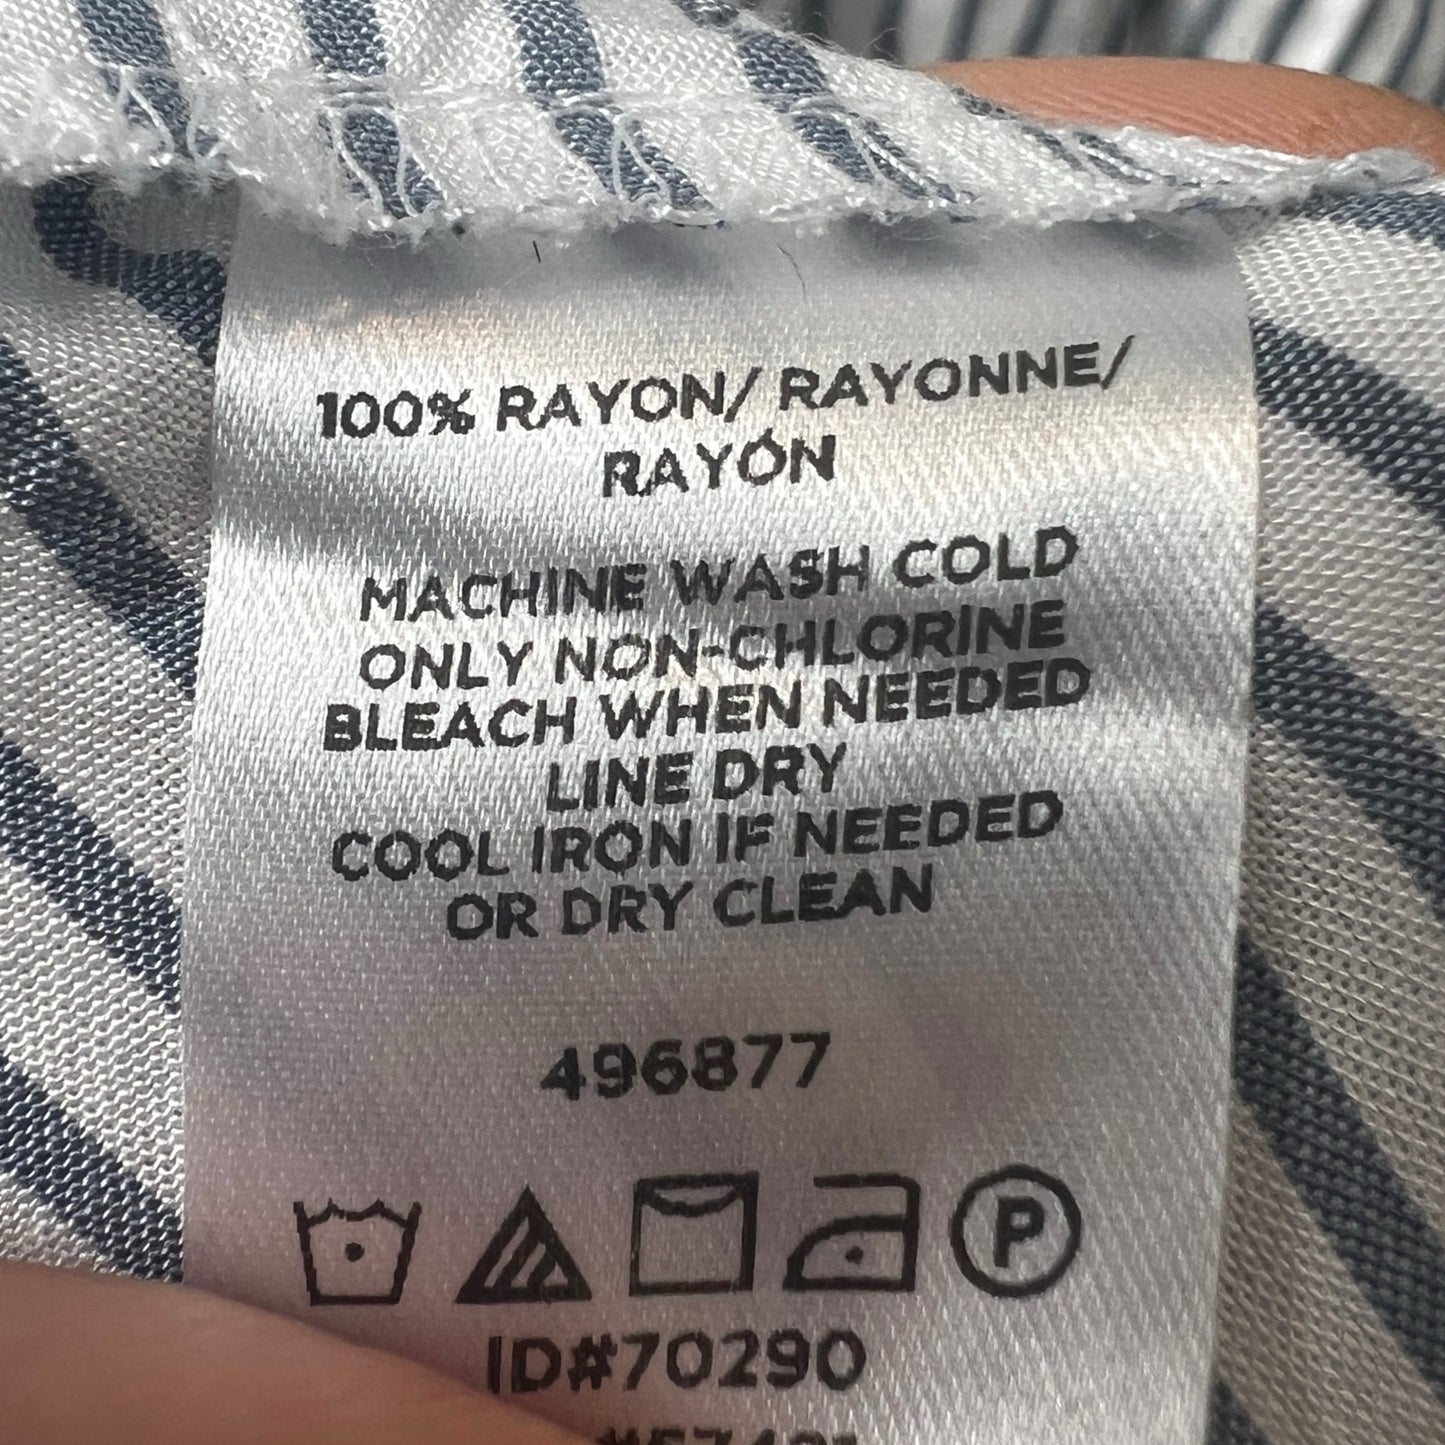 100% RAYON/ RAYONNE/
RAYÓN
MACHINE WASH COLD
ONLY NON-CHLORINE
BLEACH WHEN NEEDED
LINE DRY
COOL IRON IF NEEDED
OR DRY CLEAN
496877
P
ID#70290